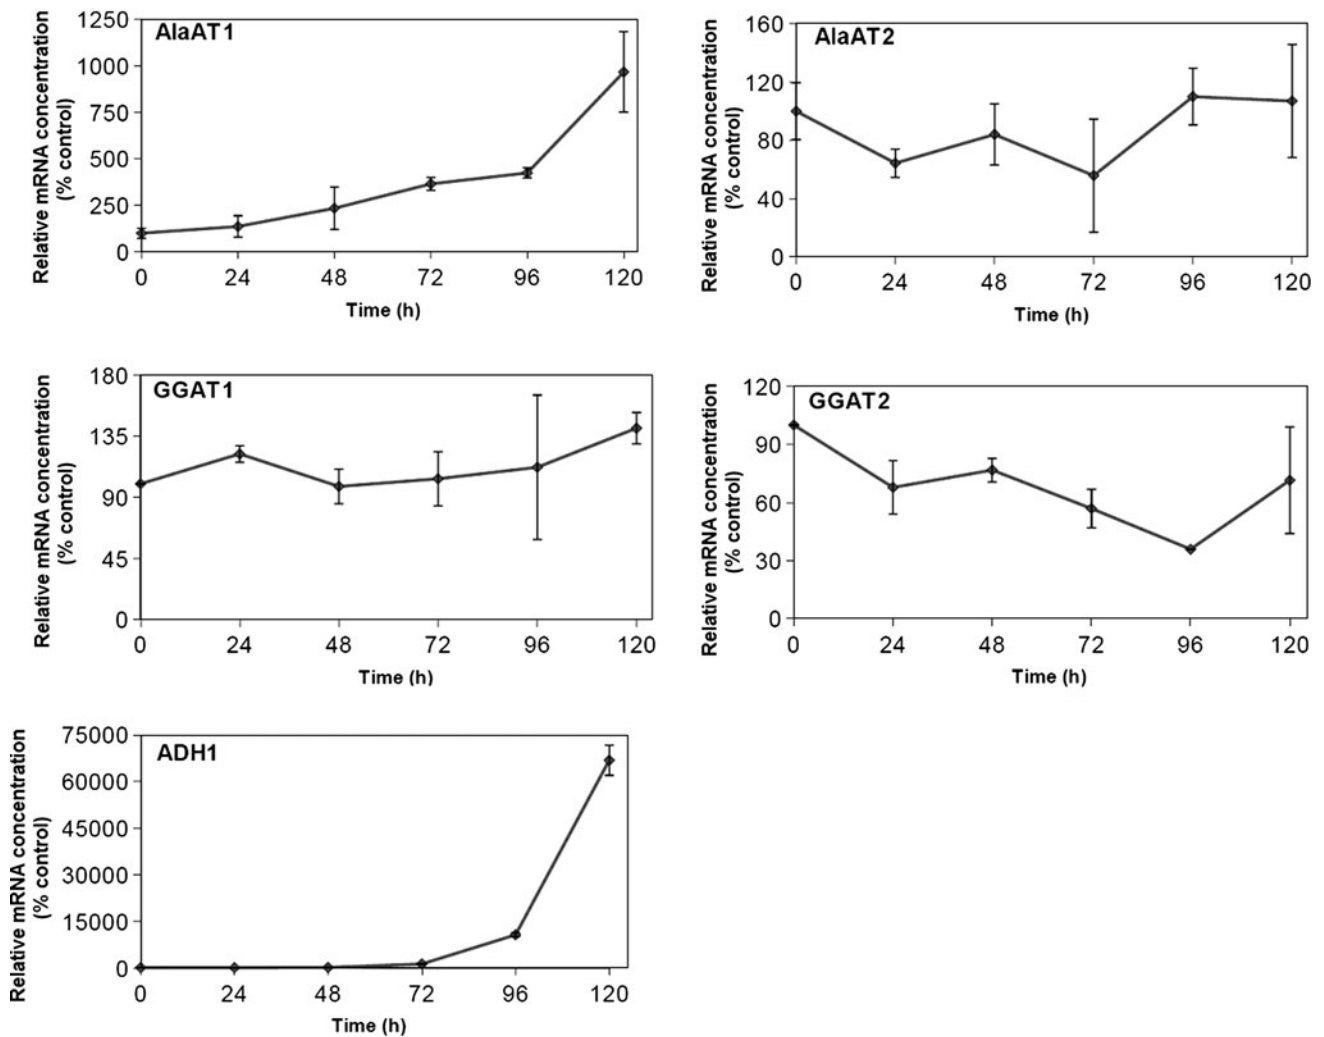 AlaAT1
Relative mRNA concentration
(% control)
1250
1000
750
500
250
0
0 24 48 72 96 120
Time (h)
AlaAT2
Relative mRNA concentration
(% control)
160
120
80
40
0
0 24 48 72 96 120
Time (h)
GGAT1
Relative mRNA concentration
(% control)
180
135
90
45
0
0 24 48 72 96 120
Time (h)
GGAT2
Relative mRNA concentration
(% control)
120
90
60
30
0
0 24 48 72 96 120
Time (h)
ADH1
Relative mRNA concentration
(% control)
75000
60000
45000
30000
15000
0
0 24 48 72 96 120
Time (h)